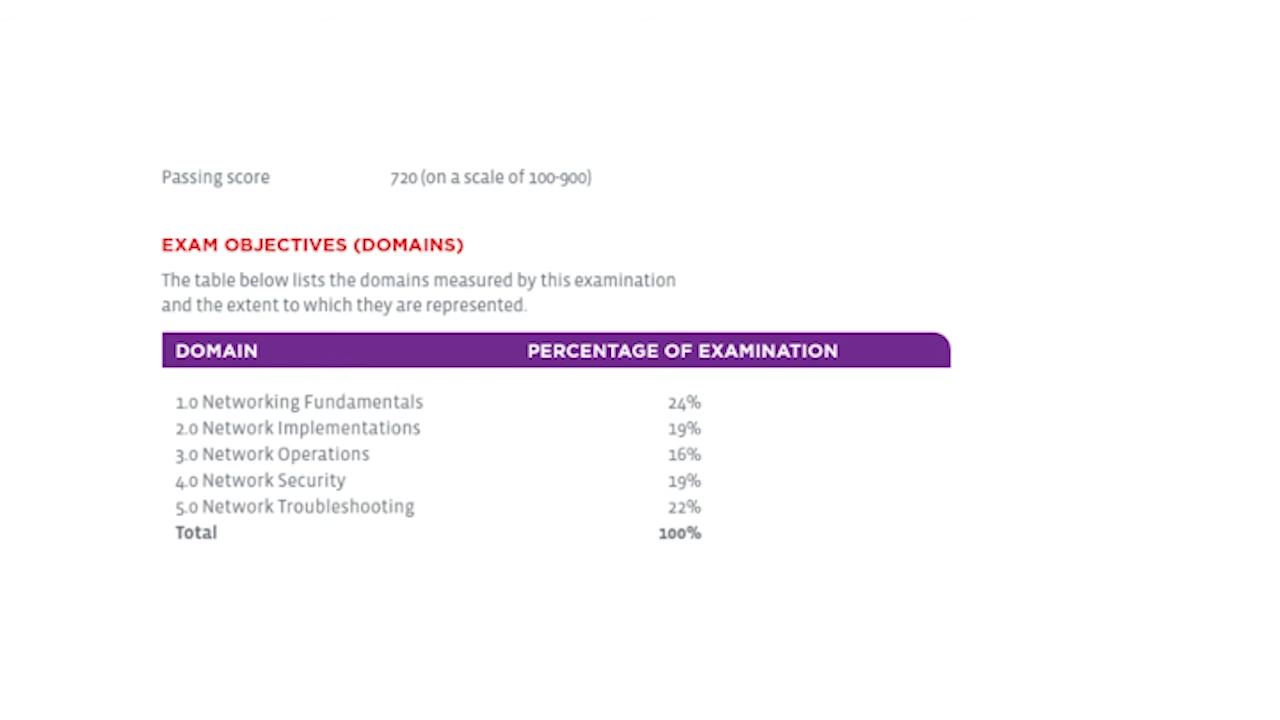 Passing score 720 (on a scale of 100-900)
EXAM OBJECTIVES (DOMAINS)
The table below lists the domains measured by this examination
and the extent to which they are represented.
DOMAIN PERCENTAGE OF EXAMINATION
1.0 Networking Fundamentals 24%
2.0 Network Implementations 19%
3.0 Network Operations 16%
4.0 Network Security 19%
5.0 Network Troubleshooting 22%
Total 100%